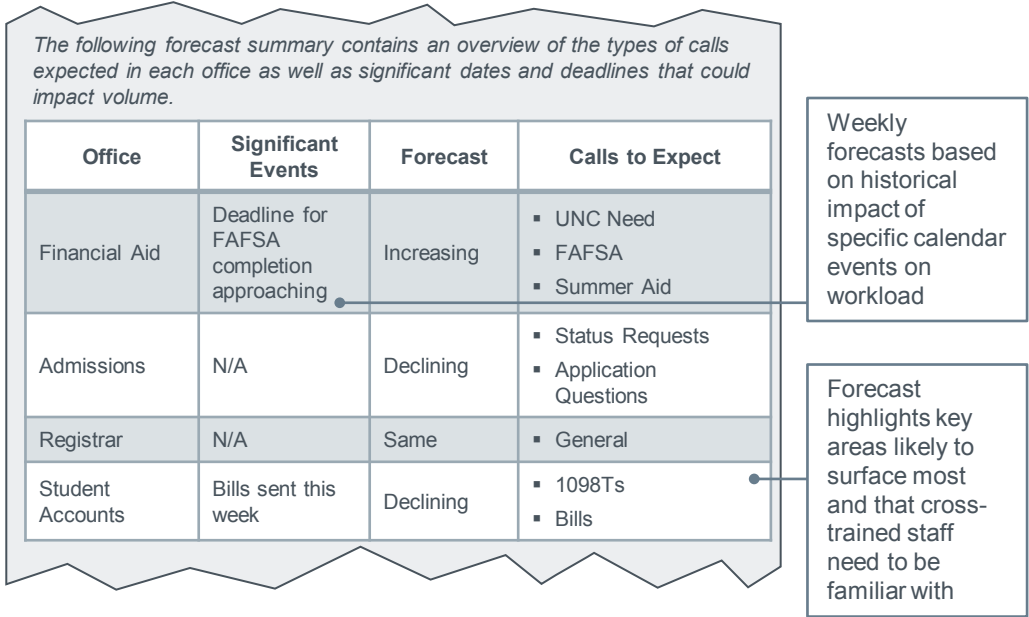 The following forecast summary contains an overview of the types of calls
expected in each office as well as significant dates and deadlines that could
impact volume.
Office
Significant
Events
Forecast
Calls to Expect
Financial Aid
Deadline for
FAFSA
completion
approaching
Increasing
▪ UNC Need
▪ FAFSA
▪ Summer Aid
Admissions
N/A
Declining
▪ Status Requests
▪ Application
Questions
Registrar
N/A
Same
▪ General
Student
Accounts
Bills sent this
week
Declining
▪ 1098Ts
▪ Bills
Weekly
forecasts based
on historical
impact of
specific calendar
events on
workload
Forecast
highlights key
areas likely to
surface most
and that cross-
trained staff
need to be
familiar with